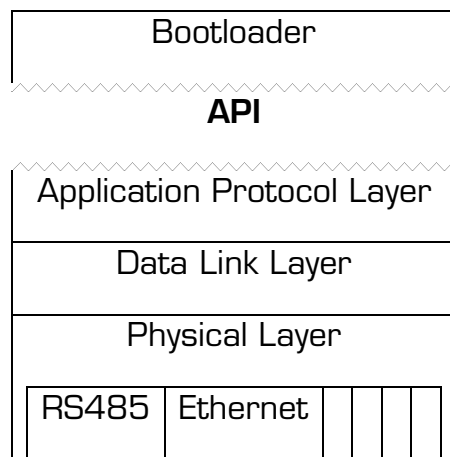 Bootloader
API
Application Protocol Layer
Data Link Layer
Physical Layer
RS485 Ethernet